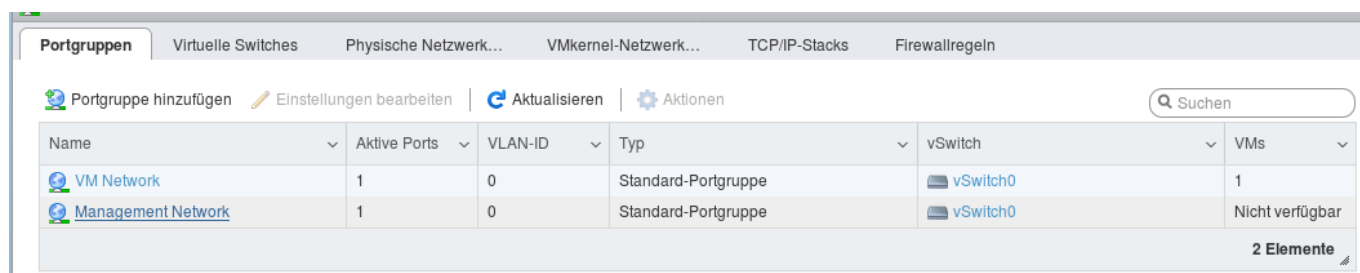 Portgruppen Virtuelle Switches Physische Netzwerk... VMkernel-Netzwerk... TCP/IP-Stacks Firewallregeln
Portgruppe hinzufügen Einstellungen bearbeiten Aktualisieren Aktionen Suchen
Name Aktive Ports VLAN-ID Typ vSwitch VMs
VM Network 1 0 Standard-Portgruppe vSwitch0 1
Management Network 1 0 Standard-Portgruppe vSwitch0 Nicht verfügbar
2 Elemente